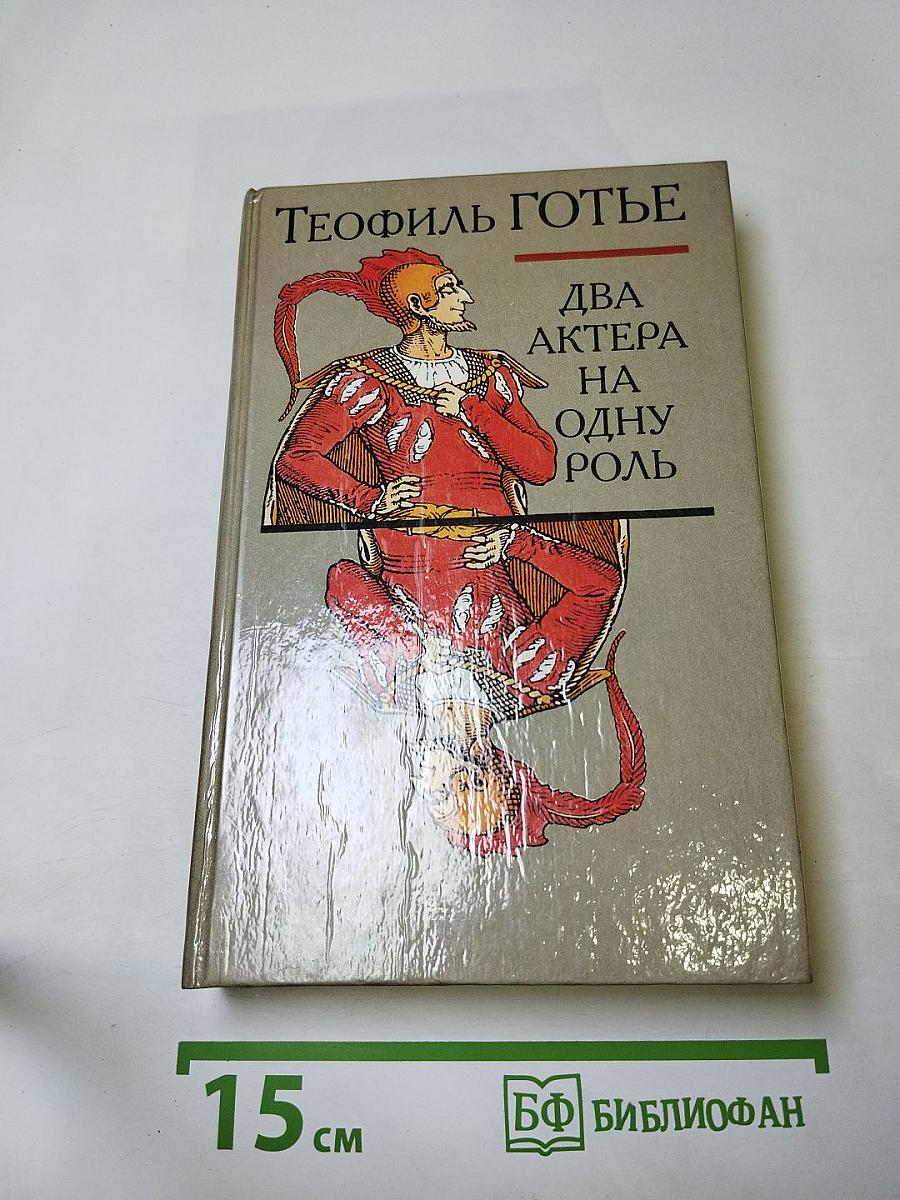 Теофиль ГОТЬЕ
ДВА
АКТЕРА
НА
ОДНУ
РОЛЬ
15 см
БФ БИБЛИОФАН